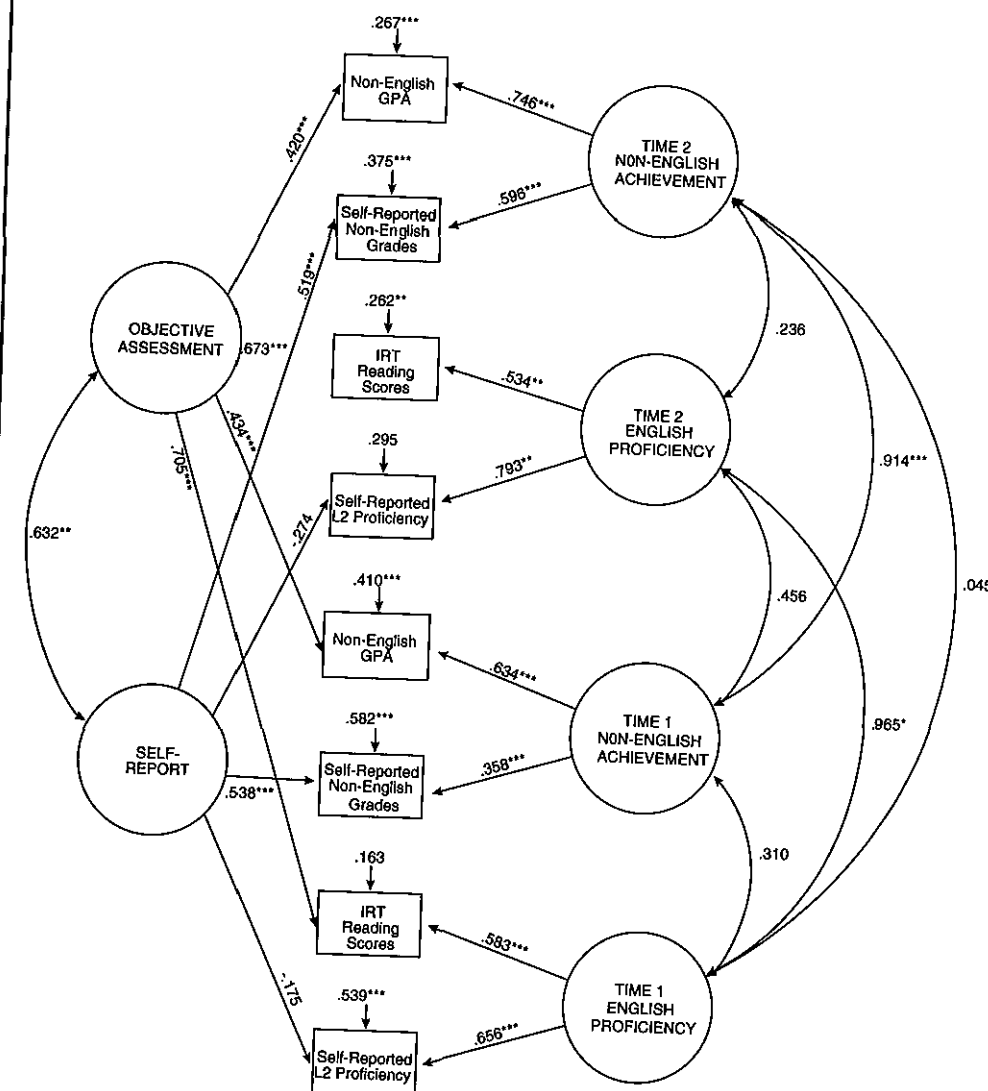 .267***
Non-English
GPA
.746***
.420***
TIME 2
N0N-ENGLISH
ACHIEVEMENT
.375***
Self-Reported
Non-English
Grades
.596***
.519***
.262**
IRT
Reading
Scores
.534**
.236
OBJECTIVE
ASSESSMENT
.673***
TIME 2
ENGLISH
PROFICIENCY
.434***
.705***
.295
Self-Reported
L2 Proficiency
.793**
.914***
-.274
.632**
.045
.410***
Non-English
GPA
.634***
.456
.582***
Self-Reported
Non-English
Grades
.358***
TIME 1
N0N-ENGLISH
ACHIEVEMENT
.965*
SELF-
REPORT
.538***
.163
IRT
Reading
Scores
.583***
.310
-.175
.539***
Self-Reported
L2 Proficiency
.656***
TIME 1
ENGLISH
PROFICIENCY